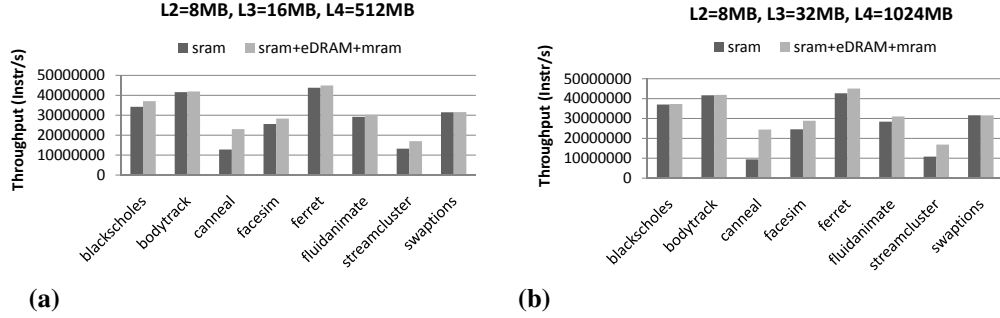 L2=8MB, L3=16MB, L4=512MB
sram sram+eDRAM+mram
Throughput (Instr/s)
50000000
40000000
30000000
20000000
10000000
0
blackscholes
bodytrack
canneal
facesim
ferret
fluidanimate
streamcluster
swaptions
(a)
L2=8MB, L3=32MB, L4=1024MB
sram sram+eDRAM+mram
Throughput (Instr/s)
50000000
40000000
30000000
20000000
10000000
0
blackscholes
bodytrack
canneal
facesim
ferret
fluidanimate
streamcluster
swaptions
(b)